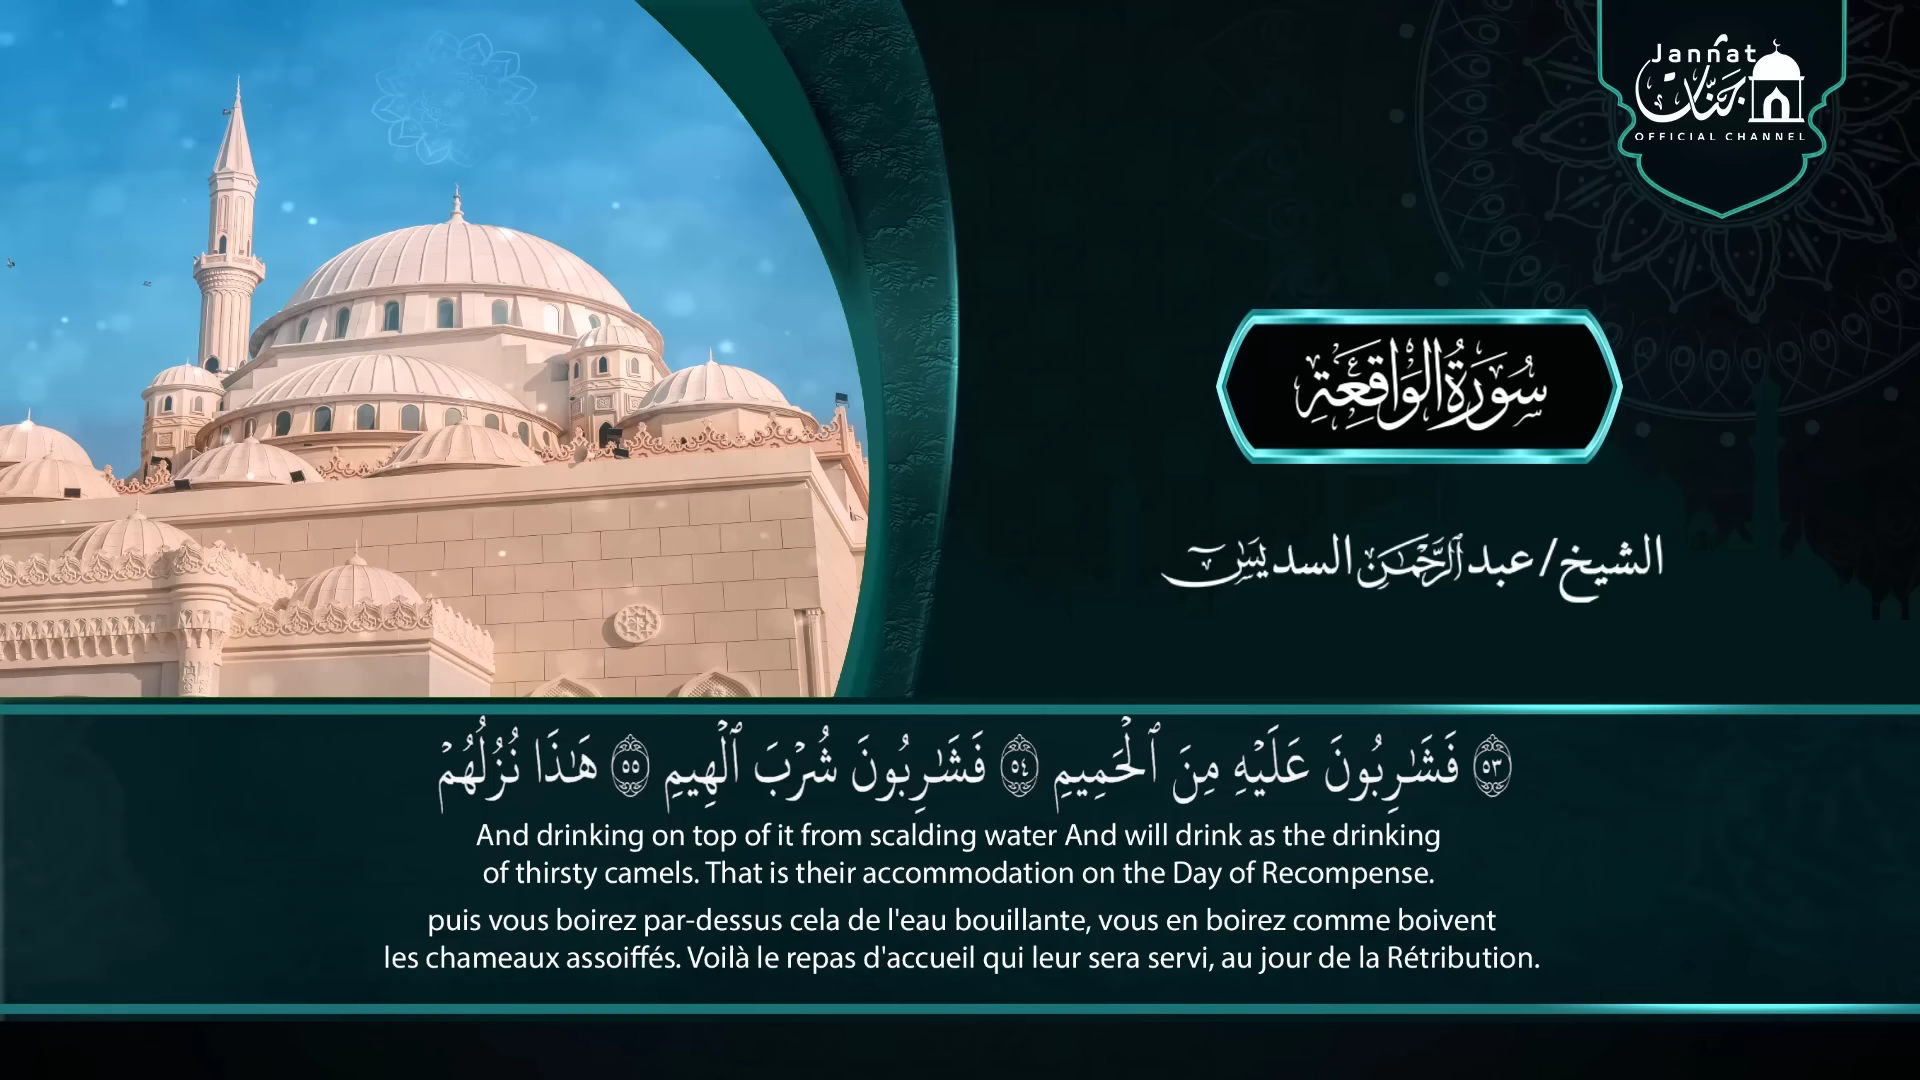 Jannat
جَنَّات
OFFICIAL CHANNEL
سُورَةُ الوَاقِعَةِ
الشيخ / عبد الرَّحْمَٰن السديس
۝٥٣ فَشَـٰرِبُونَ عَلَيْهِ مِنَ ٱلْحَمِيمِ ۝٥٤ فَشَـٰرِبُونَ شُرْبَ ٱلْهِيمِ ۝٥٥ هَـٰذَا نُزُلُهُمْ
And drinking on top of it from scalding water And will drink as the drinking
of thirsty camels. That is their accommodation on the Day of Recompense.
puis vous boirez par-dessus cela de l'eau bouillante, vous en boirez comme boivent
les chameaux assoiffés. Voilà le repas d'accueil qui leur sera servi, au jour de la Rétribution.